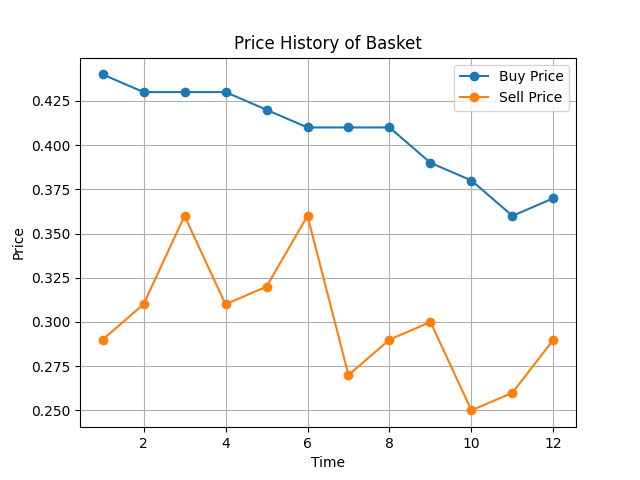 Price History of Basket
Buy Price
Sell Price
0.425
0.400
0.375
0.350
0.325
0.300
0.275
0.250
Price
2 4 6 8 10 12
Time